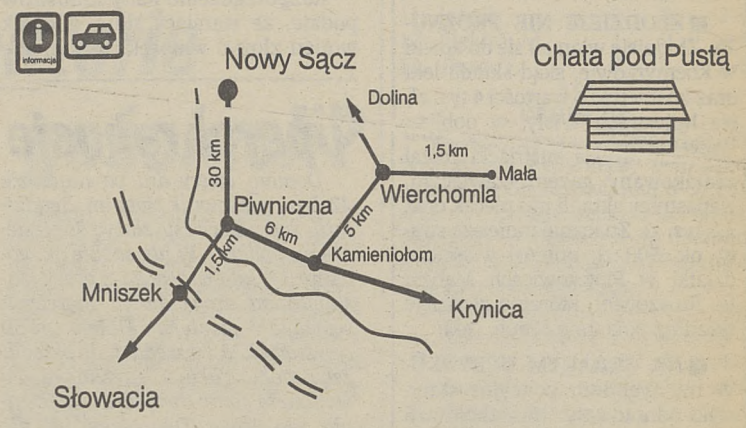 informacja
Nowy Sącz
Chata pod Pustą
Dolina
30 km
1,5 km
Mała
Wierchomla
Piwniczna
6 km
5 km
1,5 km
Kamieniołom
Mniszek
Krynica
Słowacja